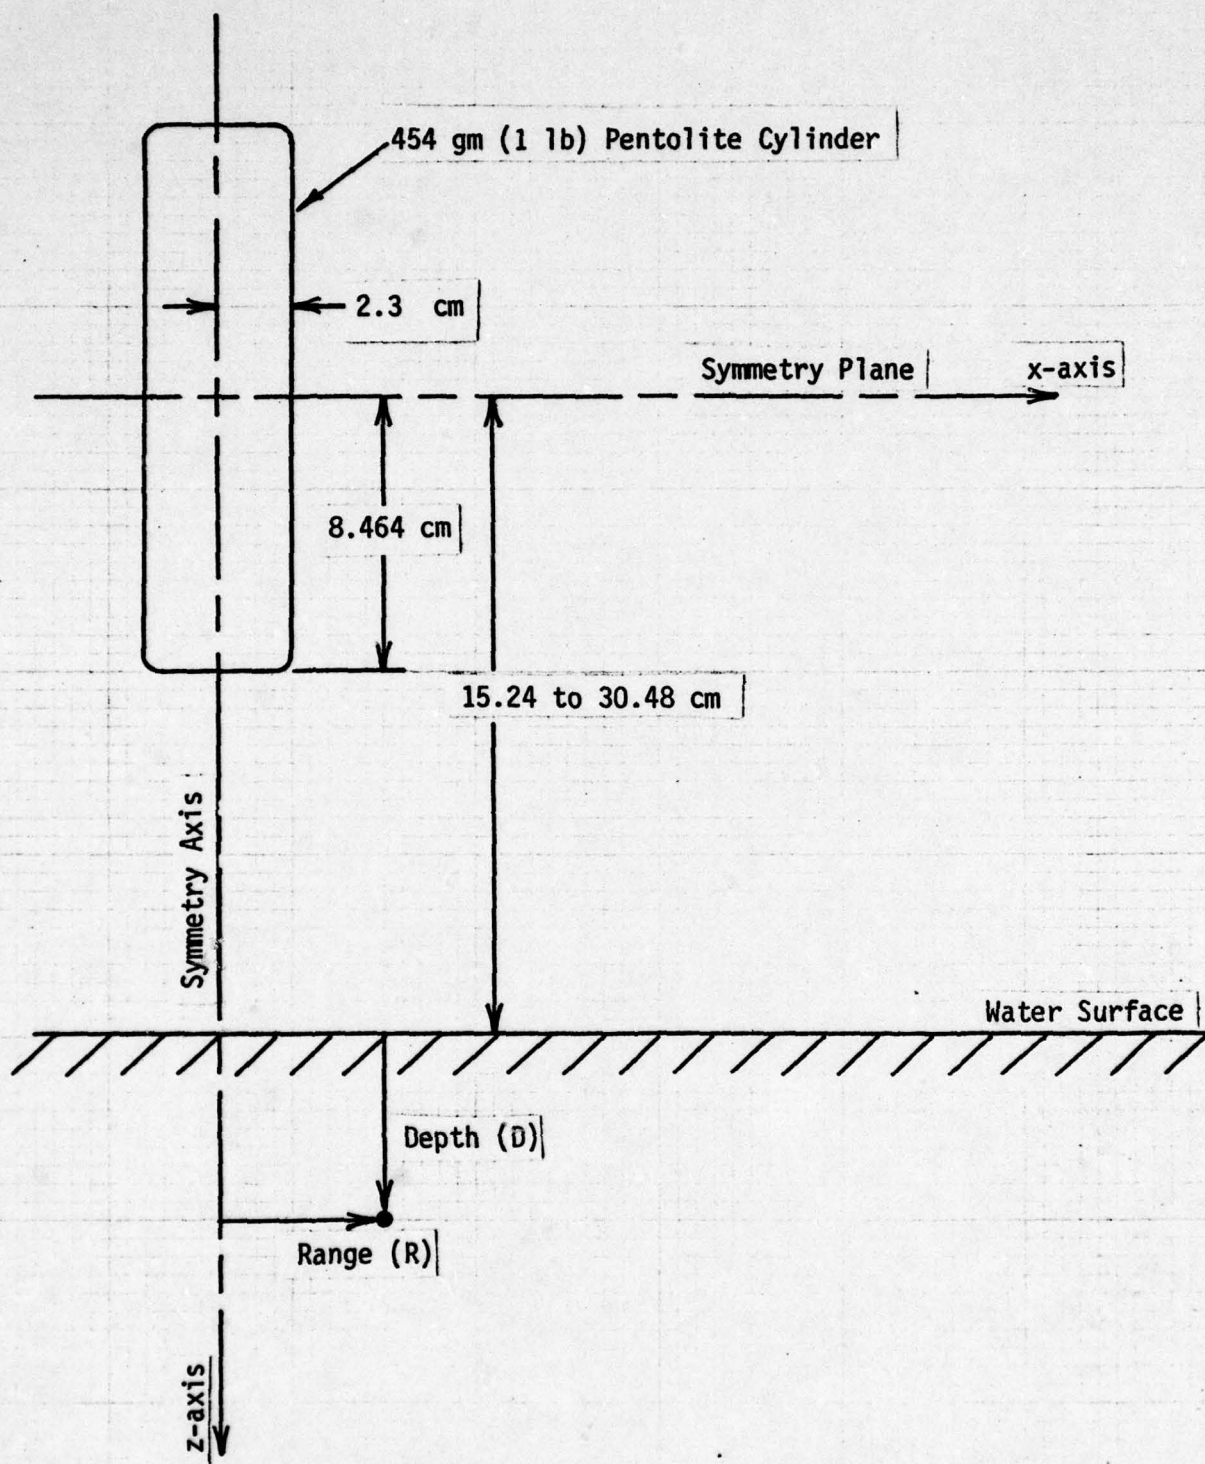 454 gm (1 lb) Pentolite Cylinder
2.3 cm
Symmetry Plane
x-axis
8.464 cm
15.24 to 30.48 cm
Symmetry Axis
Water Surface
Depth (D)
Range (R)
z-axis